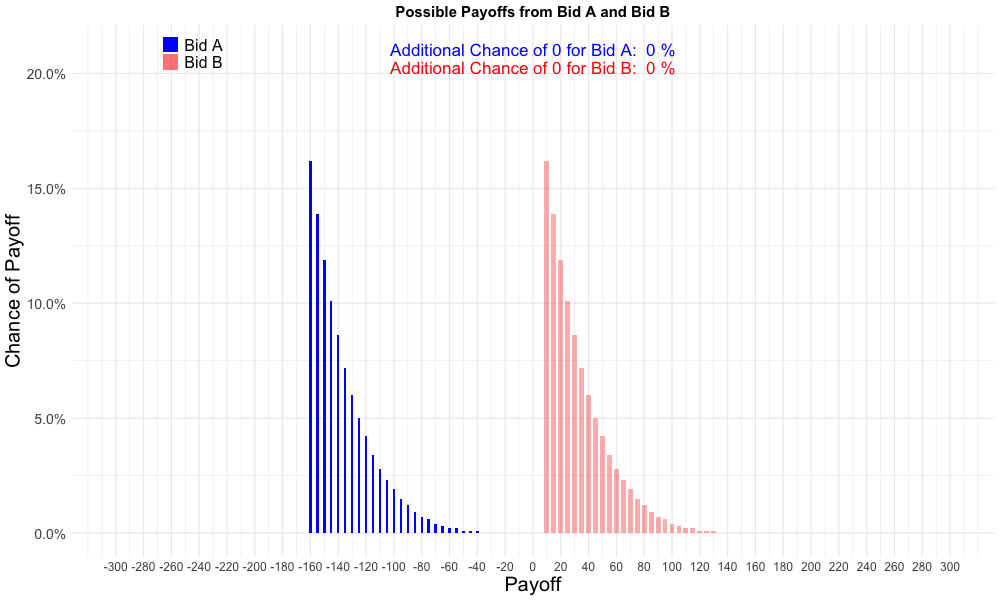 Possible Payoffs from Bid A and Bid B
Bid A
Bid B
Additional Chance of 0 for Bid A:  0 %
Additional Chance of 0 for Bid B:  0 %
20.0%
15.0%
10.0%
5.0%
0.0%
Chance of Payoff
-300 -280 -260 -240 -220 -200 -180 -160 -140 -120 -100 -80 -60 -40 -20 0 20 40 60 80 100 120 140 160 180 200 220 240 260 280 300
Payoff